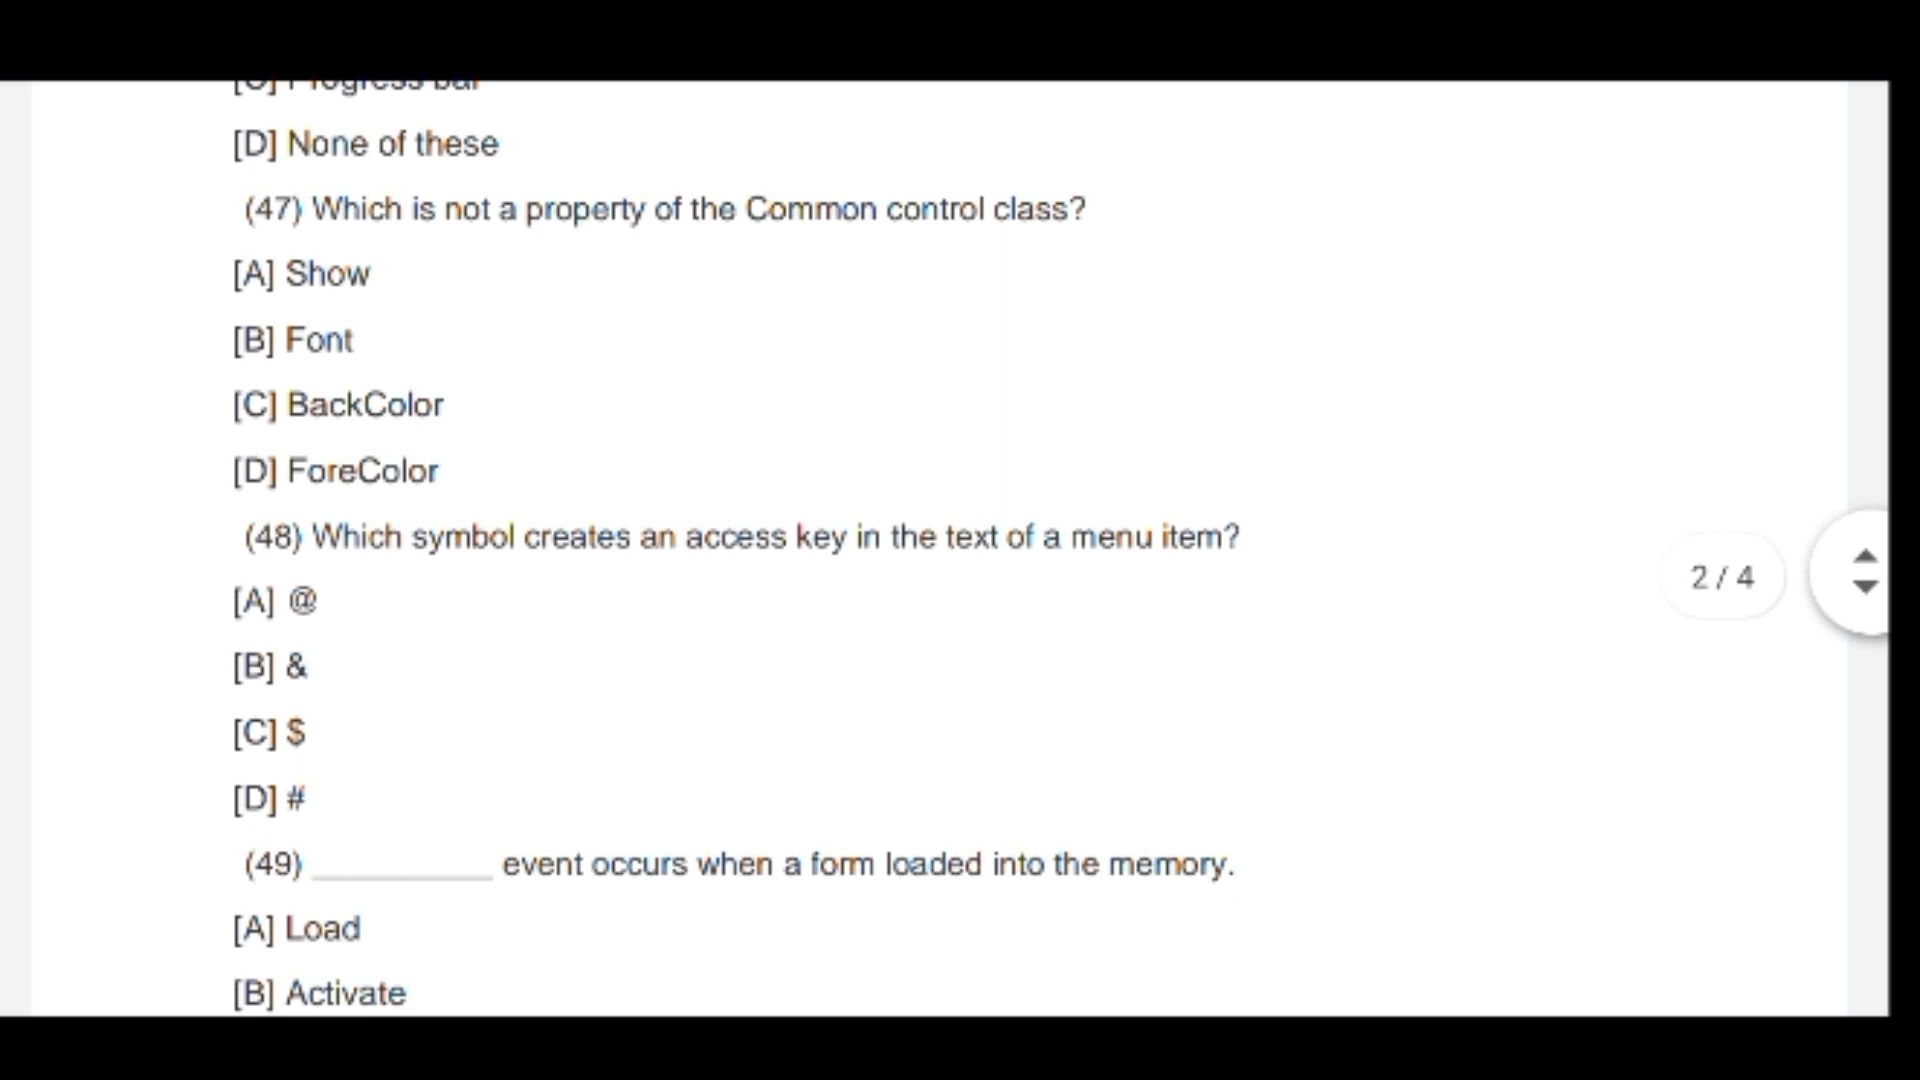 [C] Progress bar
[D] None of these
(47) Which is not a property of the Common control class?
[A] Show
[B] Font
[C] BackColor
[D] ForeColor
(48) Which symbol creates an access key in the text of a menu item?
[A] @
[B] &
[C] $
[D] #
2 / 4
(49) __________ event occurs when a form loaded into the memory.
[A] Load
[B] Activate